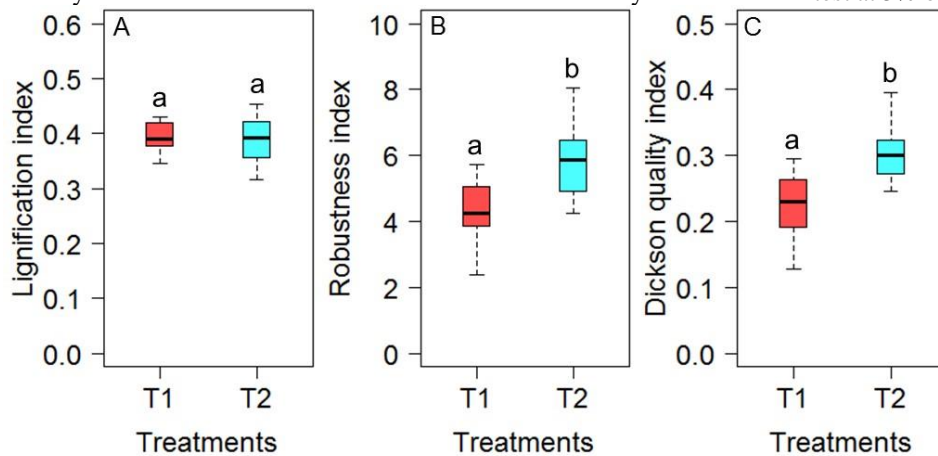 A
Lignification index
0.6
0.5
0.4
0.3
0.2
0.1
0.0
a
a
T1
T2
Treatments
B
Robustness index
10
8
6
4
2
0
a
b
T1
T2
Treatments
C
Dickson quality index
0.5
0.4
0.3
0.2
0.1
0.0
a
b
T1
T2
Treatments